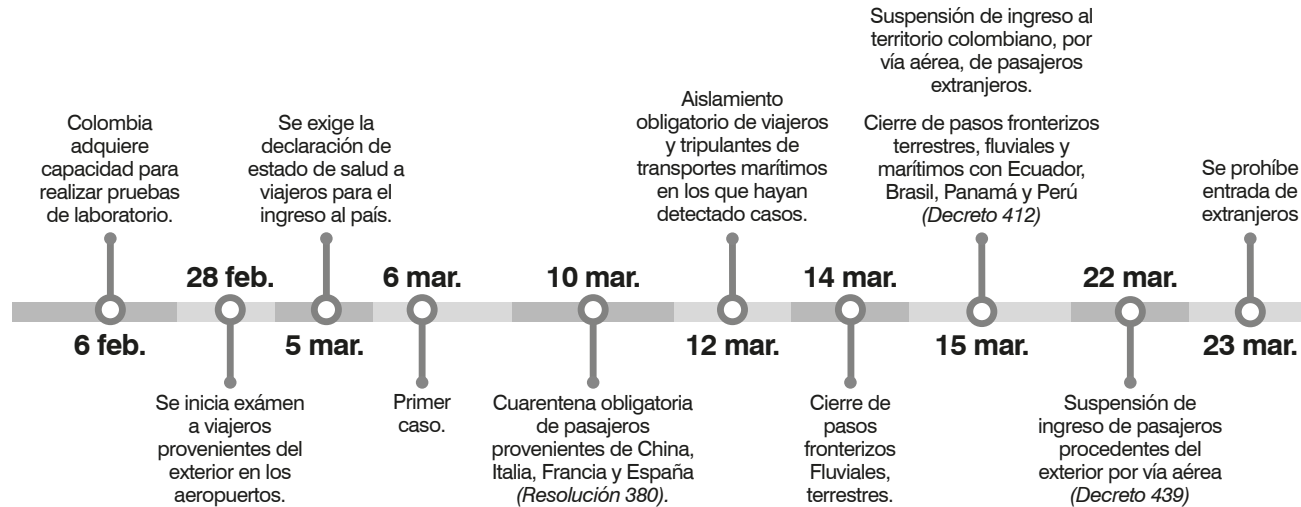 Colombia
adquiere
capacidad para
realizar pruebas
de laboratorio.
6 feb.
28 feb.
Se inicia exámen
a viajeros
provenientes del
exterior en los
aeropuertos.
Se exige la
declaración de
estado de salud a
viajeros para el
ingreso al país.
5 mar.
6 mar.
Primer
caso.
10 mar.
Cuarentena obligatoria
de pasajeros
provenientes de China,
Italia, Francia y España
(Resolución 380).
Aislamiento
obligatorio de viajeros
y tripulantes de
transportes marítimos
en los que hayan
detectado casos.
12 mar.
14 mar.
Cierre de
pasos
fronterizos
Fluviales,
terrestres.
Suspensión de ingreso al
territorio colombiano, por
vía aérea, de pasajeros
extranjeros.
Cierre de pasos fronterizos
terrestres, fluviales y
marítimos con Ecuador,
Brasil, Panamá y Perú
(Decreto 412)
15 mar.
22 mar.
Suspensión de
ingreso de pasajeros
procedentes del
exterior por vía aérea
(Decreto 439)
Se prohíbe
entrada de
extranjeros
23 mar.